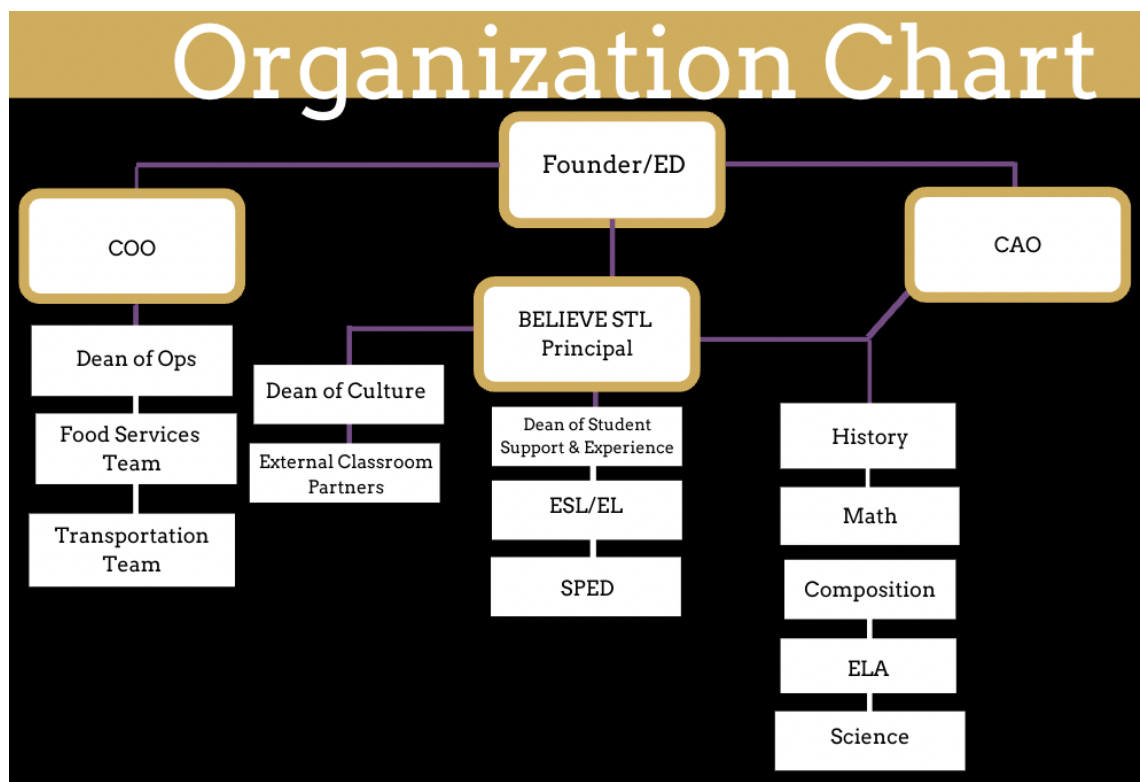 Organization Chart
Founder/ED
COO
CAO
BELIEVE STL
Principal
Dean of Ops
Food Services
Team
Transportation
Team
Dean of Culture
External Classroom
Partners
Dean of Student
Support & Experience
ESL/EL
SPED
History
Math
Composition
ELA
Science